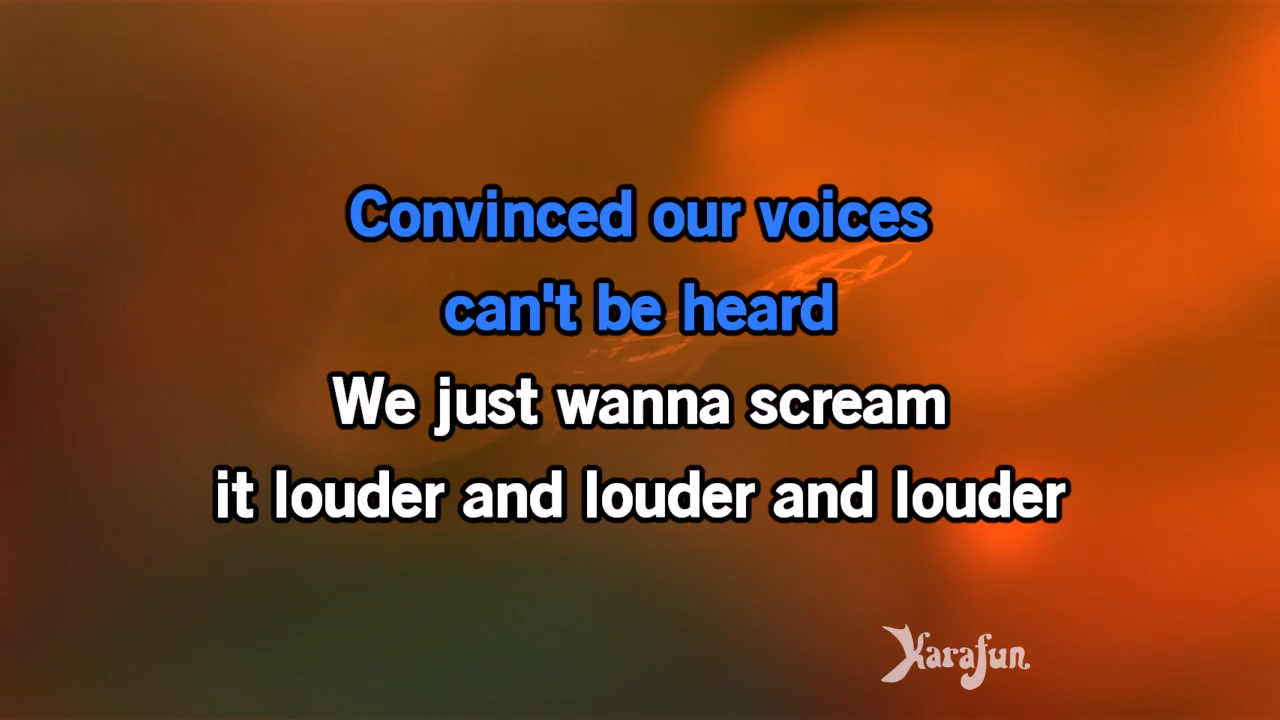 Convinced our voices
can't be heard
We just wanna scream
it louder and louder and louder
Karafun